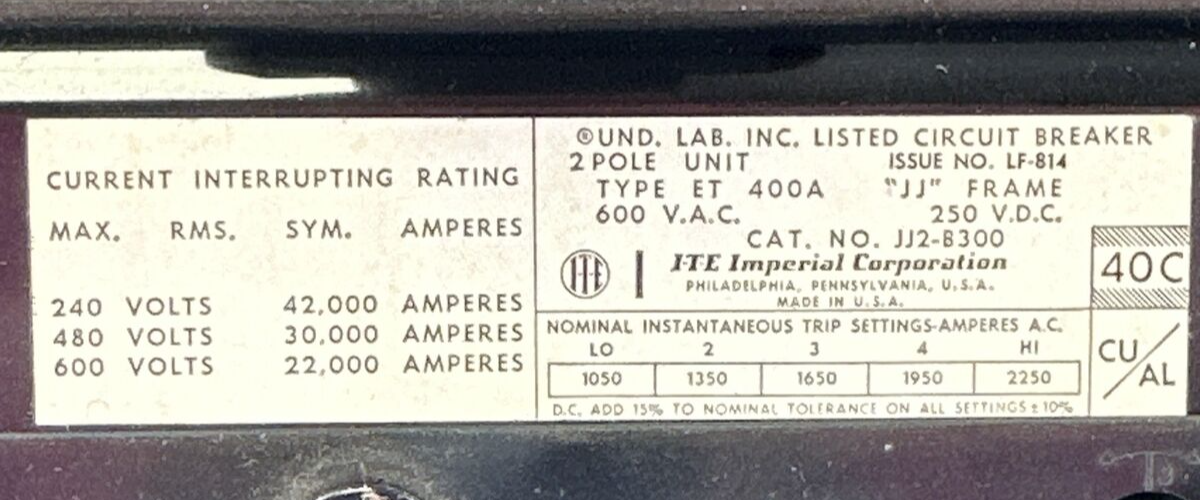 CURRENT INTERRUPTING RATING
MAX. RMS. SYM. AMPERES
240 VOLTS 42,000 AMPERES
480 VOLTS 30,000 AMPERES
600 VOLTS 22,000 AMPERES
®UND. LAB. INC. LISTED CIRCUIT BREAKER
2 POLE UNIT ISSUE NO. LF-814
TYPE ET 400A "JJ" FRAME
600 V.A.C. 250 V.D.C.
CAT. NO. JJ2-B300
I-T-E Imperial Corporation
PHILADELPHIA, PENNSYLVANIA, U.S.A.
MADE IN U.S.A.
ITE
40C
NOMINAL INSTANTANEOUS TRIP SETTINGS-AMPERES A.C.
LO 2 3 4 HI
1050 1350 1650 1950 2250
D.C. ADD 15% TO NOMINAL TOLERANCE ON ALL SETTINGS ± 10%
CU/AL